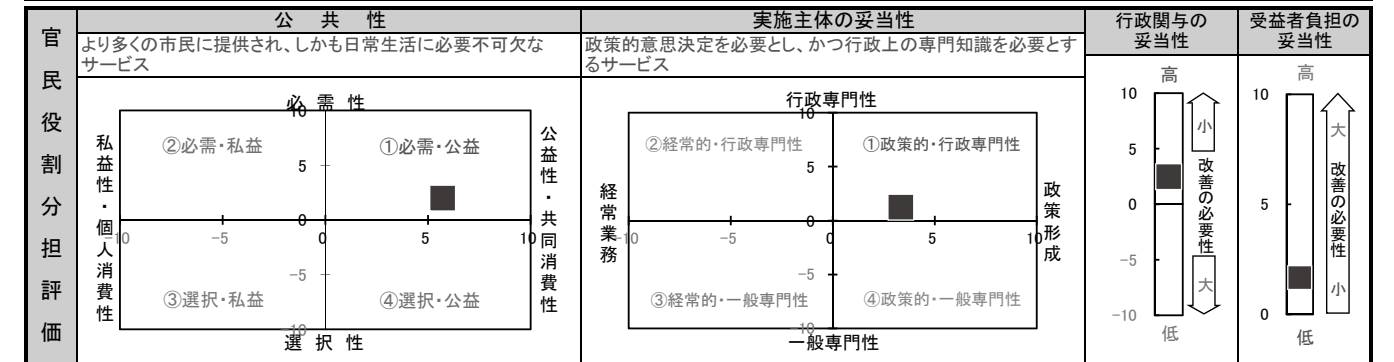 官民役割分担評価
公 共 性
より多くの市民に提供され、しかも日常生活に必要不可欠な
サービス
必 需 性
10
私益性・個人消費性
②必需・私益
①必需・公益
公益性・共同消費性
5
0
-10
-5
0
5
10
-5
③選択・私益
④選択・公益
-10
選 択 性
実施主体の妥当性
政策的意思決定を必要とし、かつ行政上の専門知識を必要とす
るサービス
行政専門性
10
②経常的・行政専門性
①政策的・行政専門性
5
経常業務
政策形成
0
-10
-5
0
5
10
-5
③経常的・一般専門性
④政策的・一般専門性
-10
一般専門性
行政関与の
妥当性
高
10
5
0
-5
-10
小
改善の必要性
大
低
受益者負担の
妥当性
高
10
5
0
大
改善の必要性
小
低